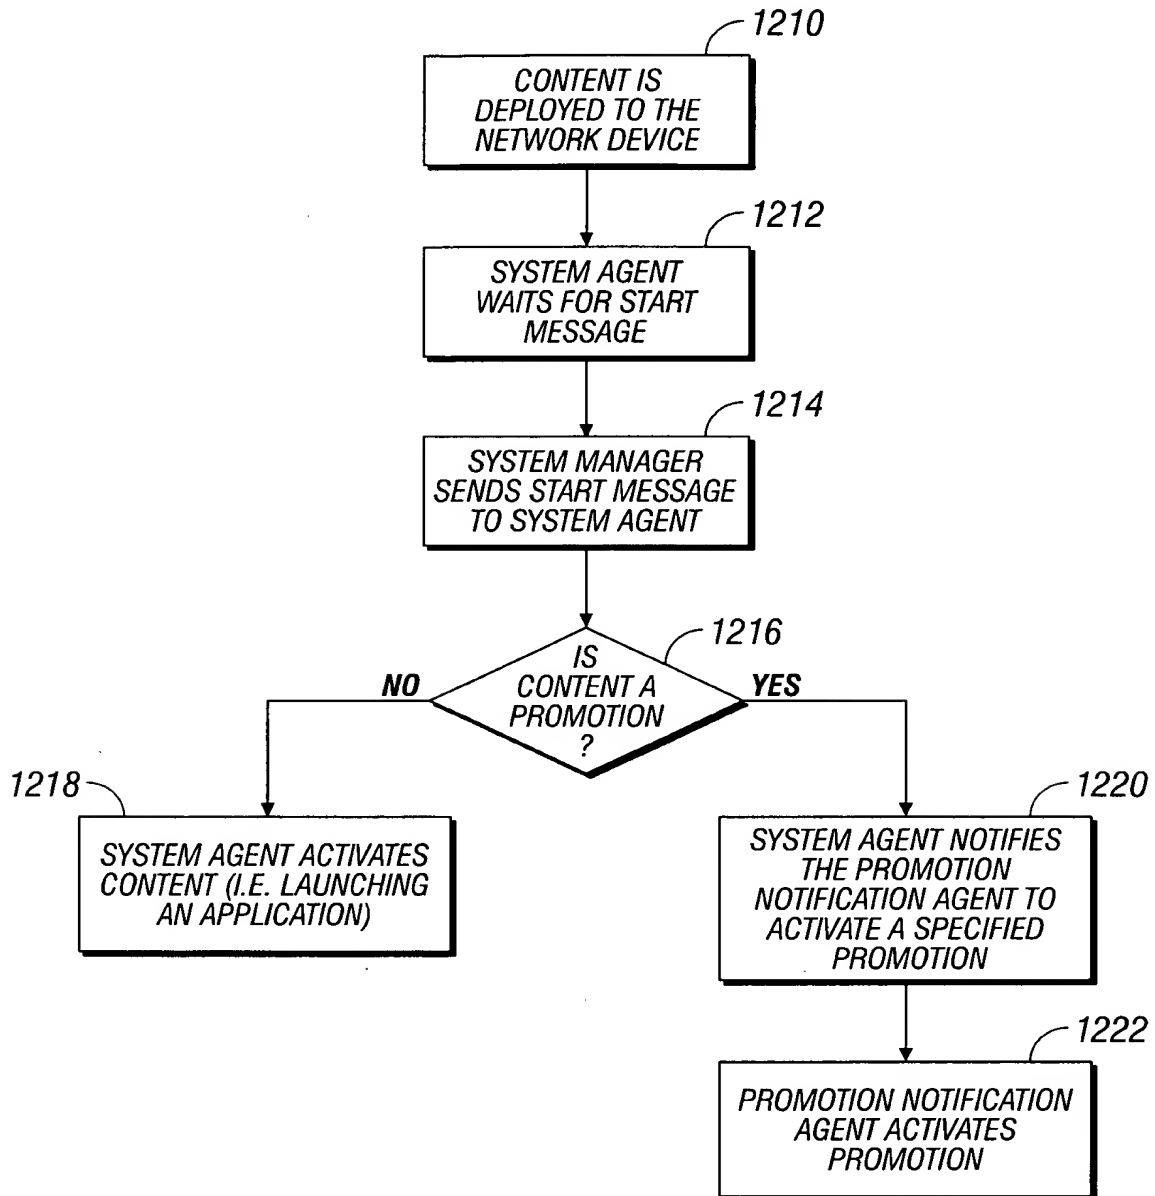 1210
CONTENT IS
DEPLOYED TO THE
NETWORK DEVICE
1212
SYSTEM AGENT
WAITS FOR START
MESSAGE
1214
SYSTEM MANAGER
SENDS START MESSAGE
TO SYSTEM AGENT
1216
IS
CONTENT A
PROMOTION
?
NO
YES
1218
SYSTEM AGENT ACTIVATES
CONTENT (I.E. LAUNCHING
AN APPLICATION)
1220
SYSTEM AGENT NOTIFIES
THE PROMOTION
NOTIFICATION AGENT TO
ACTIVATE A SPECIFIED
PROMOTION
1222
PROMOTION NOTIFICATION
AGENT ACTIVATES
PROMOTION